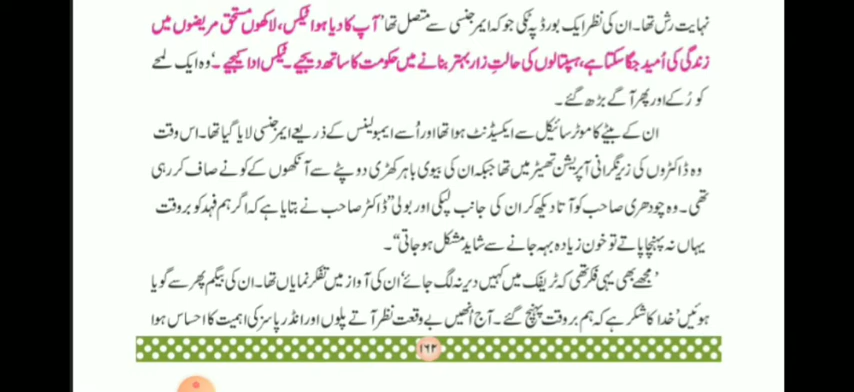 نہایت رش تھا۔ ان کی نظر ایک بورڈ پہ ٹکی جو کہ ایمرجنسی سے متصل تھا 'آپ کا دیا ہوا ٹیکس، لاکھوں مستحق مریضوں میں
زندگی کی اُمید جگا سکتا ہے، ہسپتالوں کی حالتِ زار بہتر بنانے میں حکومت کا ساتھ دیجیے۔ ٹیکس ادا کیجیے۔' وہ ایک لمحے
کو رُکے اور پھر آگے بڑھ گئے۔
ان کے بیٹے کا موٹر سائیکل سے ایکسیڈنٹ ہوا تھا اور اُسے ایمبولینس کے ذریعے ایمرجنسی لایا گیا تھا۔ اس وقت
وہ ڈاکٹروں کی زیرِ نگرانی آپریشن تھیٹر میں تھا جبکہ ان کی بیوی باہر کھڑی دوپٹے سے آنکھوں کے کونے صاف کر رہی
تھی۔ وہ چودھری صاحب کو آتا دیکھ کر ان کی جانب لپکی اور بولی "ڈاکٹر صاحب نے بتایا ہے کہ اگر ہم فہد کو بروقت
یہاں نہ پہنچا پاتے تو خون زیادہ بہہ جانے سے شاید مشکل ہو جاتی"۔
'مجھے بھی یہی فکر تھی کہ ٹریفک میں کہیں دیر نہ لگ جائے' ان کی آواز میں تفکر نمایاں تھا۔ ان کی بیگم پھر سے گویا
ہوئیں 'خدا کا شکر ہے کہ ہم بروقت پہنچ گئے۔ آج انھیں بے وقعت نظر آتے پلوں اور انڈر پاسز کی اہمیت کا احساس ہوا
۱۶۳